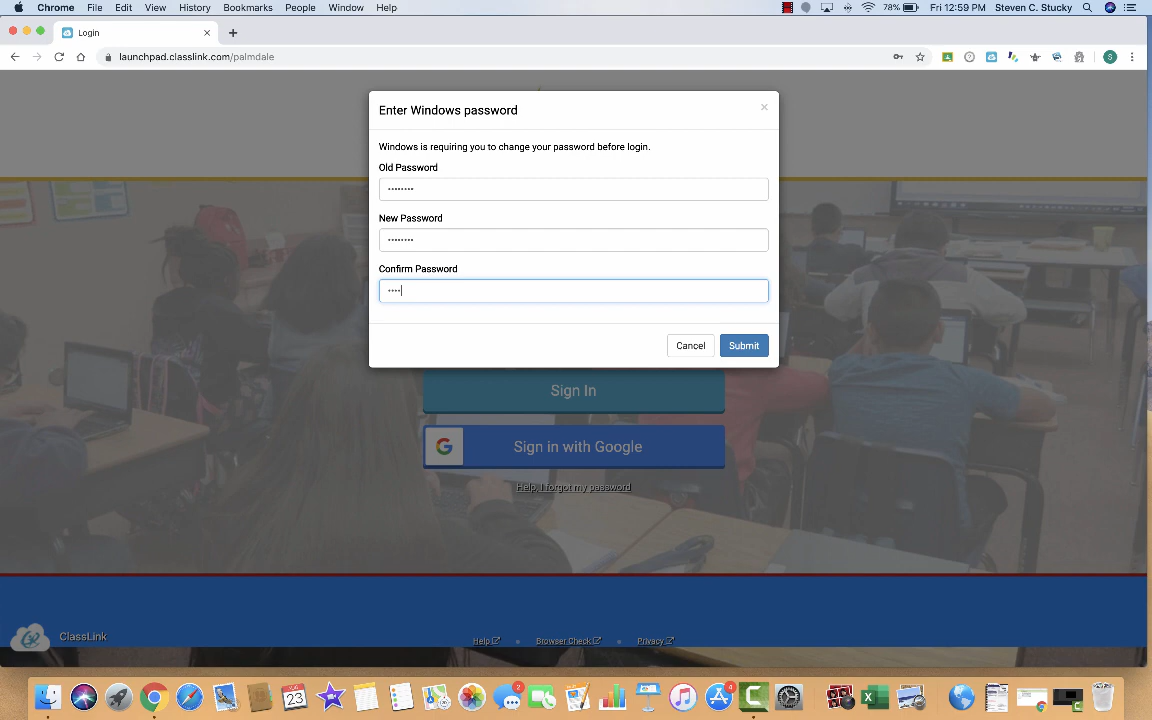 Chrome File Edit View History Bookmarks People Window Help 78% Fri 12:59 PM Steven C. Stucky
Login
launchpad.classlink.com/palmdale
S
Enter Windows password
Windows is requiring you to change your password before login.
Old Password
••••••••
New Password
••••••••
Confirm Password
••••
Cancel Submit
Sign In
G Sign in with Google
Help, I forgot my password
ClassLink
Help • Browser Check • Privacy
23